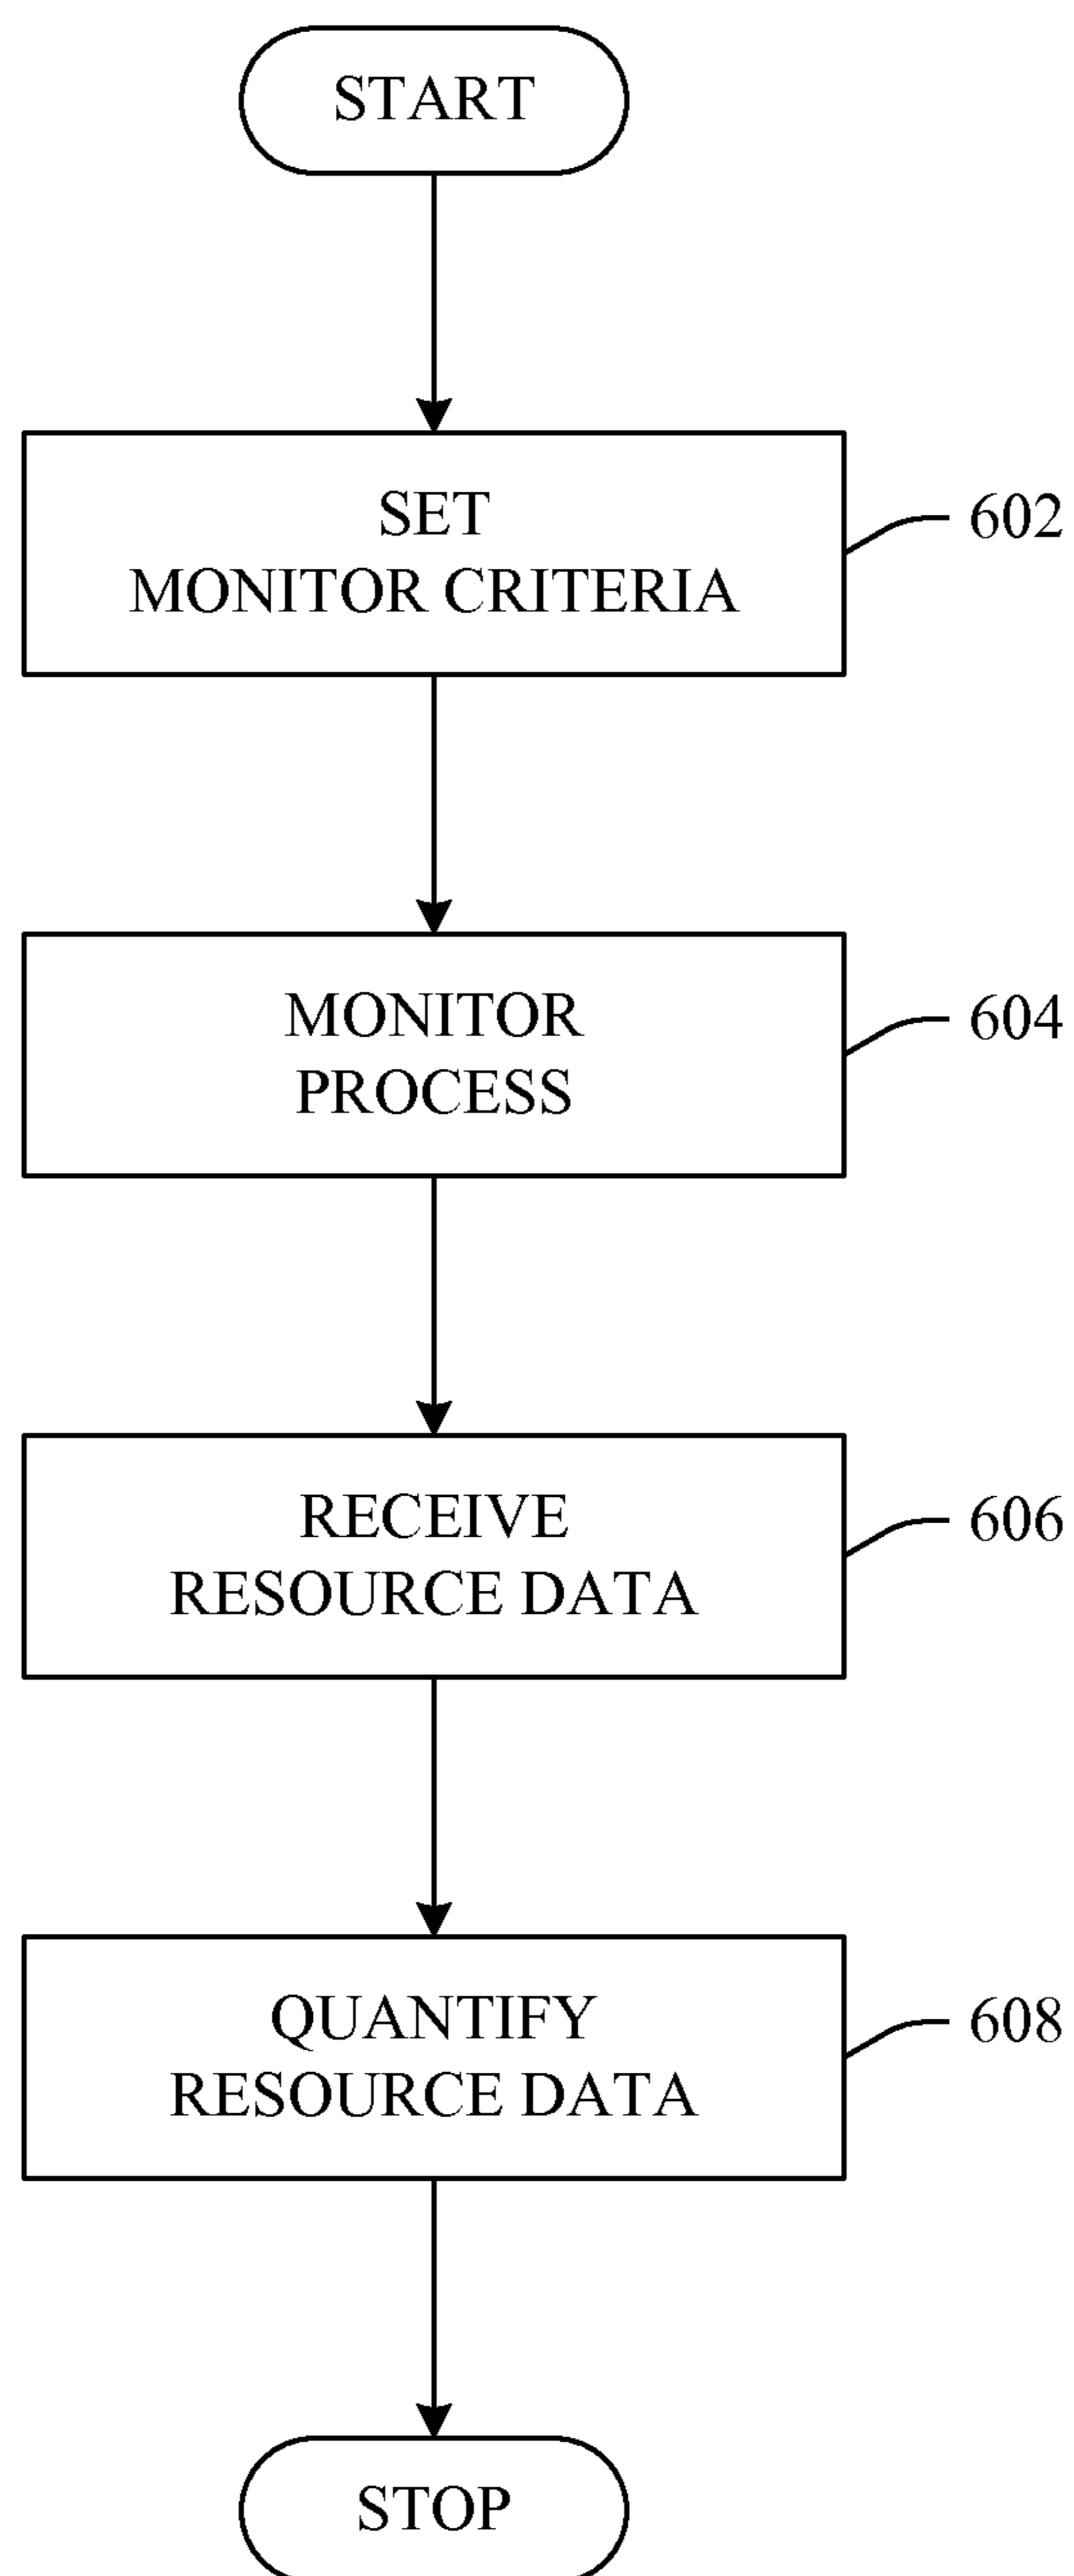 START
SET
MONITOR CRITERIA
602
MONITOR
PROCESS
604
RECEIVE
RESOURCE DATA
606
QUANTIFY
RESOURCE DATA
608
STOP